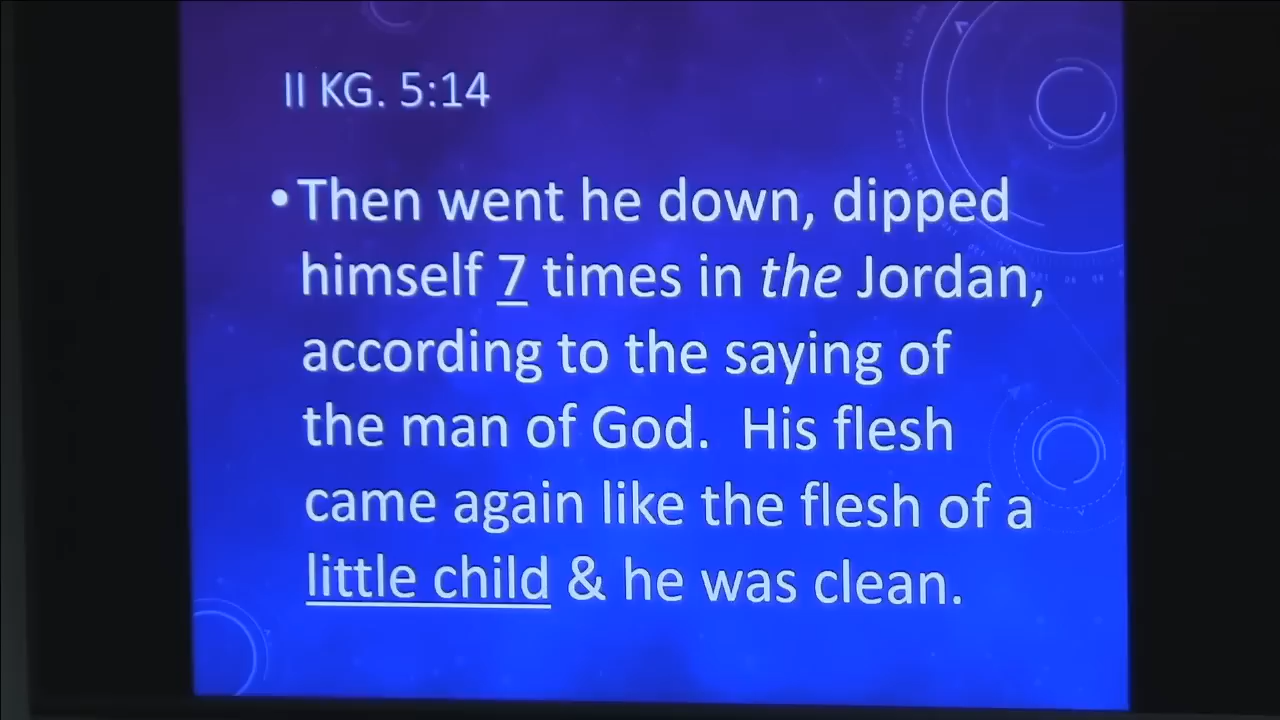 II KG. 5:14
•Then went he down, dipped
himself 7 times in the Jordan,
according to the saying of
the man of God.  His flesh
came again like the flesh of a
little child & he was clean.